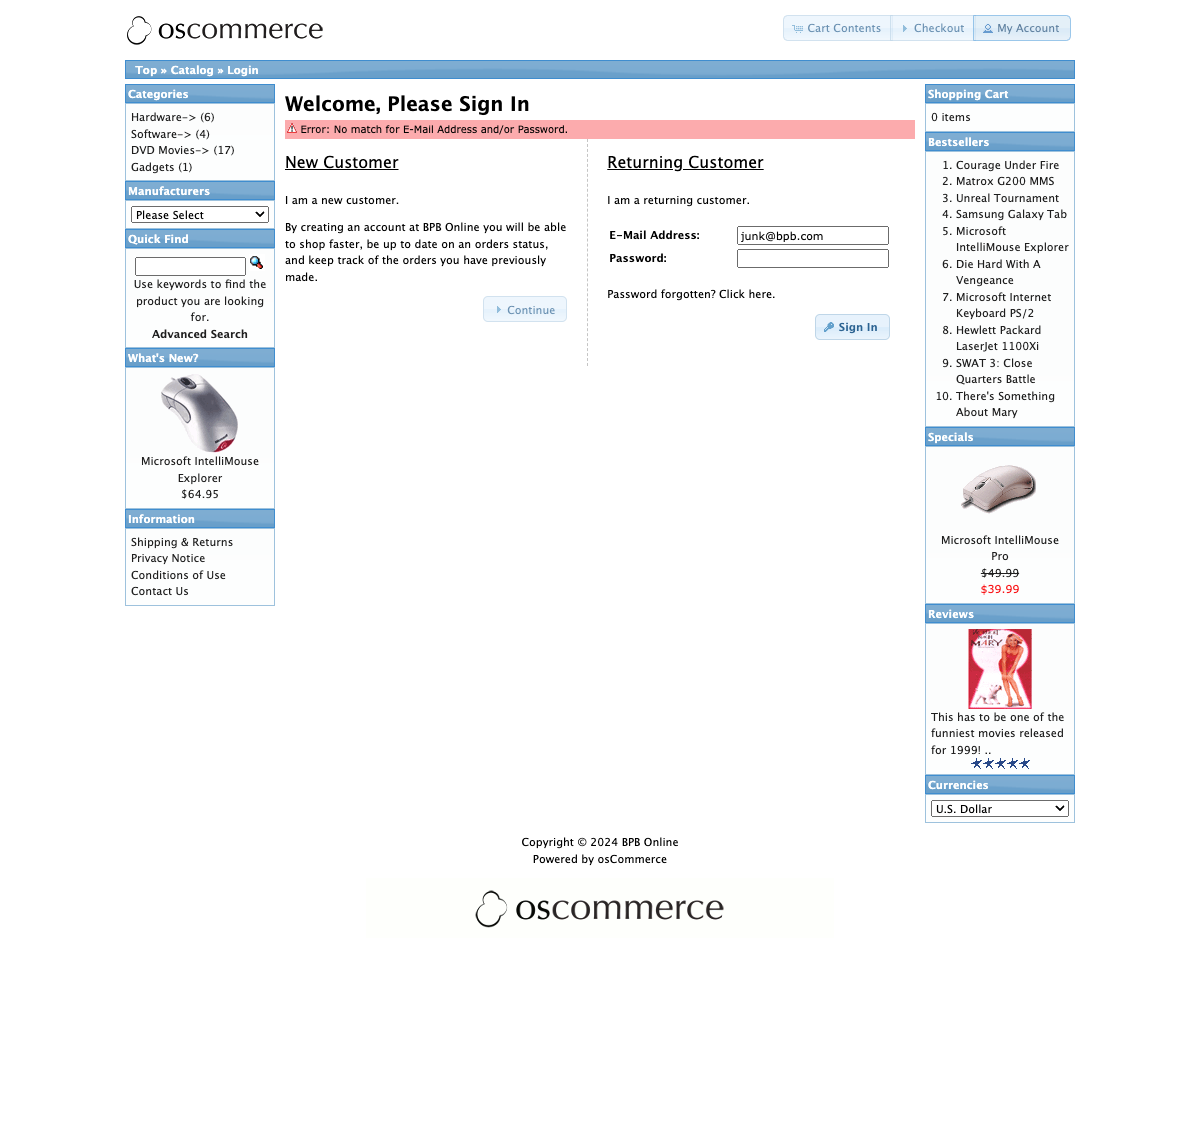 oscommerce
Cart Contents
Checkout
My Account
Top » Catalog » Login
Categories
Hardware-> (6)
Software-> (4)
DVD Movies-> (17)
Gadgets (1)
Manufacturers
Please Select
Quick Find
Use keywords to find the
product you are looking
for.
Advanced Search
What's New?
Microsoft IntelliMouse
Explorer
$64.95
Information
Shipping & Returns
Privacy Notice
Conditions of Use
Contact Us
Welcome, Please Sign In
Error: No match for E-Mail Address and/or Password.
New Customer
I am a new customer.
By creating an account at BPB Online you will be able
to shop faster, be up to date on an orders status,
and keep track of the orders you have previously
made.
Continue
Returning Customer
I am a returning customer.
E-Mail Address:
junk@bpb.com
Password:
Password forgotten? Click here.
Sign In
Shopping Cart
0 items
Bestsellers
1. Courage Under Fire
2. Matrox G200 MMS
3. Unreal Tournament
4. Samsung Galaxy Tab
5. Microsoft
IntelliMouse Explorer
6. Die Hard With A
Vengeance
7. Microsoft Internet
Keyboard PS/2
8. Hewlett Packard
LaserJet 1100Xi
9. SWAT 3: Close
Quarters Battle
10. There's Something
About Mary
Specials
Microsoft IntelliMouse
Pro
$49.99
$39.99
Reviews
MARY
This has to be one of the
funniest movies released
for 1999! ..
Currencies
U.S. Dollar
Copyright © 2024 BPB Online
Powered by osCommerce
oscommerce